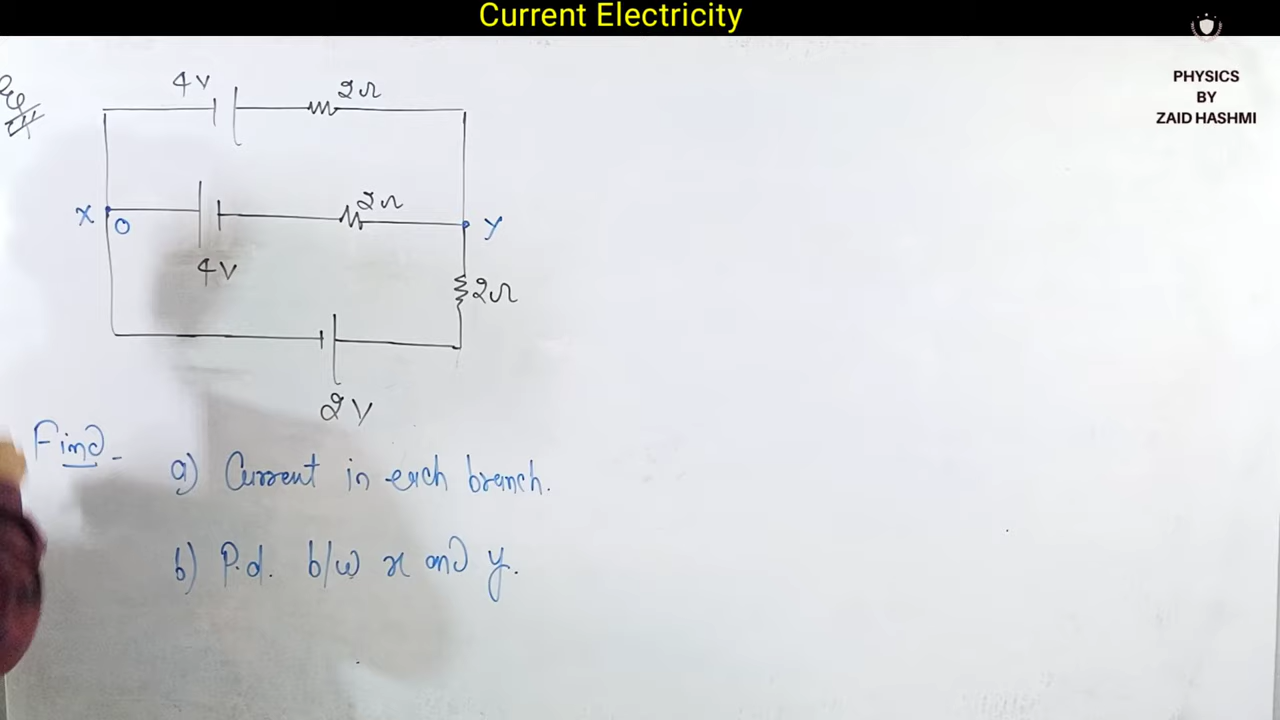 Current Electricity
PHYSICS
BY
ZAID HASHMI
4V
2Ω
X
O
2Ω
Y
4V
2Ω
2V
Find -
a) Current in each branch.
b) P.d. b/w x and y.